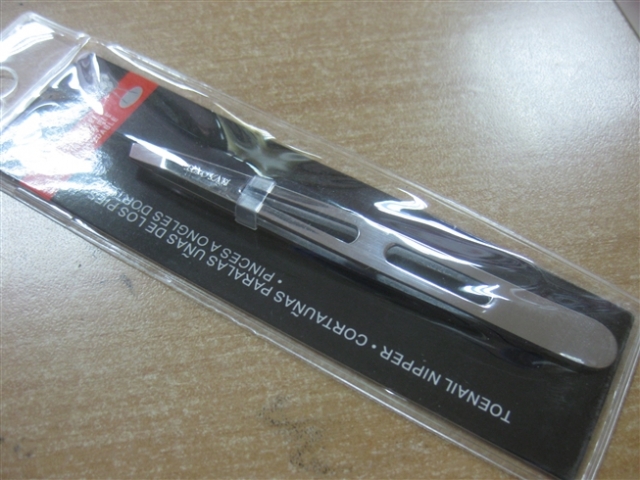 TOENAIL NIPPER • CORTAUÑAS PARALAS UÑAS DE LOS PIES
• PINCES A ONGLES DORT